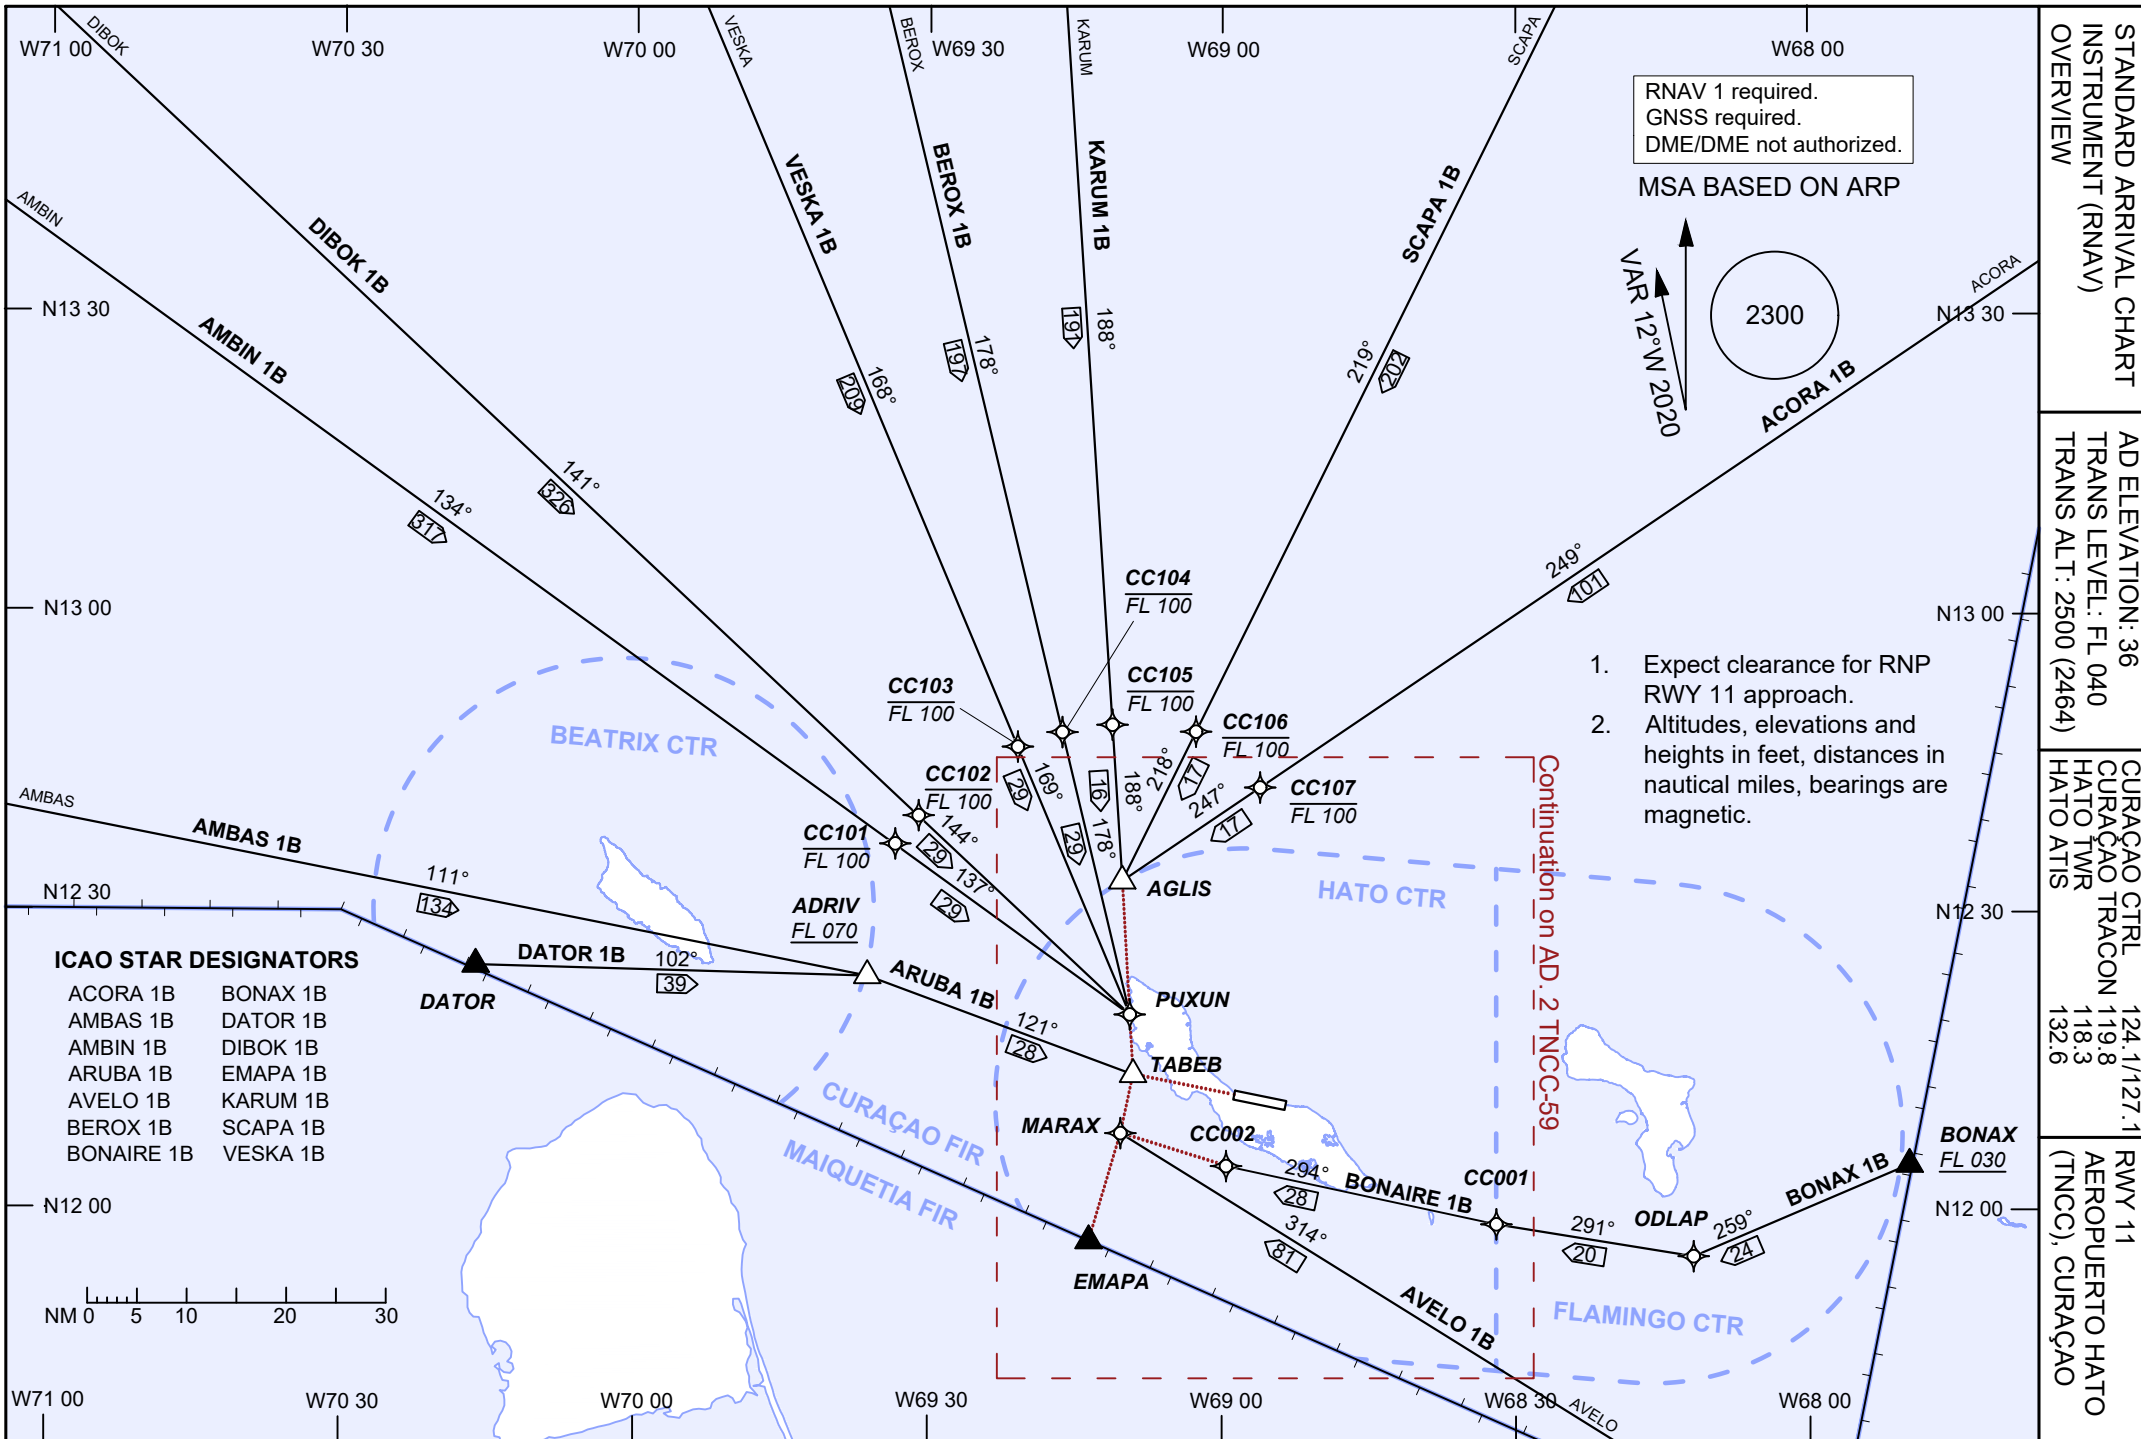 W71 00
W70 30
W70 00
W69 30
W69 00
W68 00
DIBOK
VESKA
BEROX
KARUM
SCAPA
AMBIN
ACORA
AMBAS
AVELO
STANDARD ARRIVAL CHART
INSTRUMENT (RNAV)
OVERVIEW
AD ELEVATION: 36
TRANS LEVEL: FL 040
TRANS ALT: 2500 (2464)
CURAÇAO CTRL 124.1/127.1
CURAÇAO TRACON 119.8
HATO TWR 118.3
HATO ATIS 132.6
RWY 11
AEROPUERTO HATO
(TNCC), CURAÇAO
RNAV 1 required.
GNSS required.
DME/DME not authorized.
MSA BASED ON ARP
VAR 12°W 2020
2300
N13 30
N13 30
DIBOK 1B
141°
326
AMBIN 1B
134°
317
VESKA 1B
168°
209
BEROX 1B
178°
197
KARUM 1B
188°
191
SCAPA 1B
219°
202
ACORA 1B
249°
101
N13 00
N13 00
1. Expect clearance for RNP
RWY 11 approach.
2. Altitudes, elevations and
heights in feet, distances in
nautical miles, bearings are
magnetic.
CC104
FL 100
CC103
FL 100
CC105
FL 100
CC106
FL 100
CC107
FL 100
CC102
FL 100
CC101
FL 100
169°
29
16
178°
29
188°
218°
17
247°
17
144°
29
137°
29
BEATRIX CTR
HATO CTR
Continuation on AD. 2 TNCC-59
AMBAS 1B
111°
134
N12 30
N12 30
AGLIS
ADRIV
FL 070
DATOR 1B
102°
39
DATOR
ARUBA 1B
121°
28
PUXUN
TABEB
MARAX
CC002
CC001
ODLAP
BONAX
FL 030
294°
28
BONAIRE 1B
291°
20
259°
24
BONAX 1B
314°
81
AVELO 1B
EMAPA
CURAÇAO FIR
MAIQUETIA FIR
FLAMINGO CTR
ICAO STAR DESIGNATORS
ACORA 1B BONAX 1B
AMBAS 1B DATOR 1B
AMBIN 1B DIBOK 1B
ARUBA 1B EMAPA 1B
AVELO 1B KARUM 1B
BEROX 1B SCAPA 1B
BONAIRE 1B VESKA 1B
N12 00
N12 00
NM 0 5 10 20 30
W71 00
W70 30
W70 00
W69 30
W69 00
W68 30
W68 00